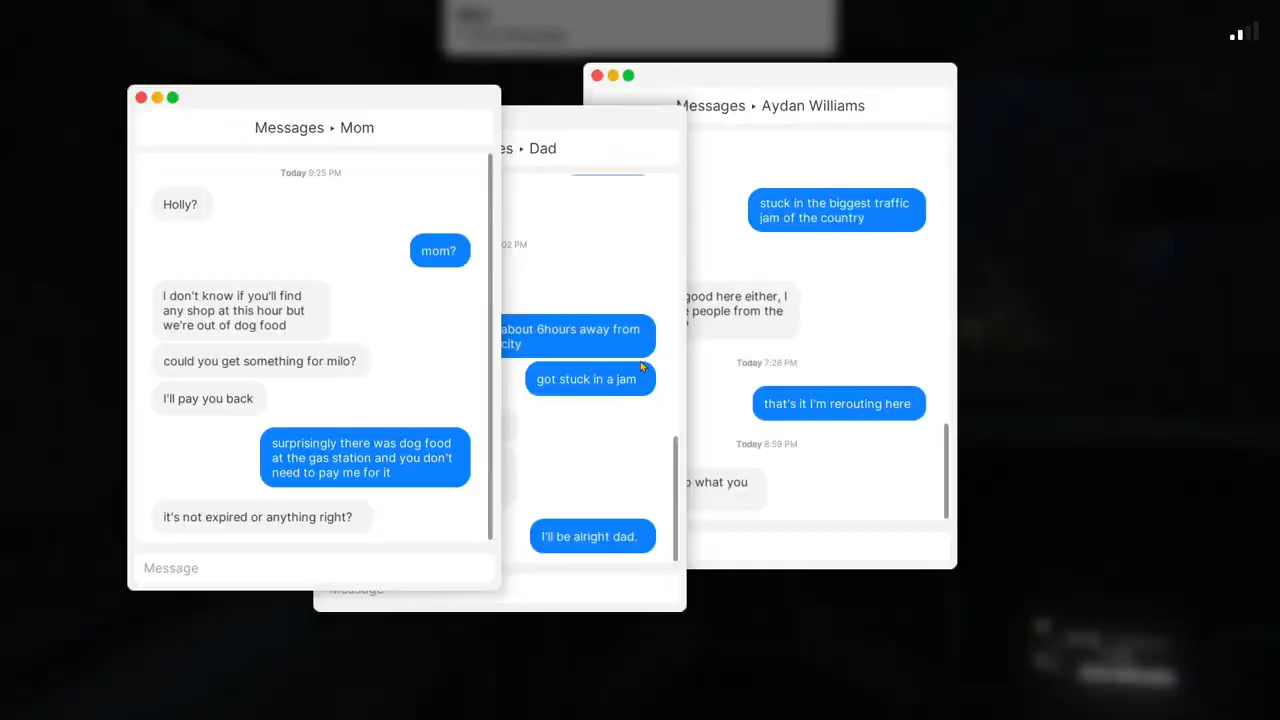 Messages ▸ Mom
Today 9:25 PM
Holly?
mom?
I don't know if you'll find
any shop at this hour but
we're out of dog food
could you get something for milo?
I'll pay you back
surprisingly there was dog food
at the gas station and you don't
need to pay me for it
it's not expired or anything right?
Message
es ▸ Dad
02 PM
about 6hours away from
city
got stuck in a jam
I'll be alright dad.
Message
Messages ▸ Aydan Williams
stuck in the biggest traffic
jam of the country
good here either, I
people from the
?
Today 7:28 PM
that's it I'm rerouting here
Today 8:59 PM
what you